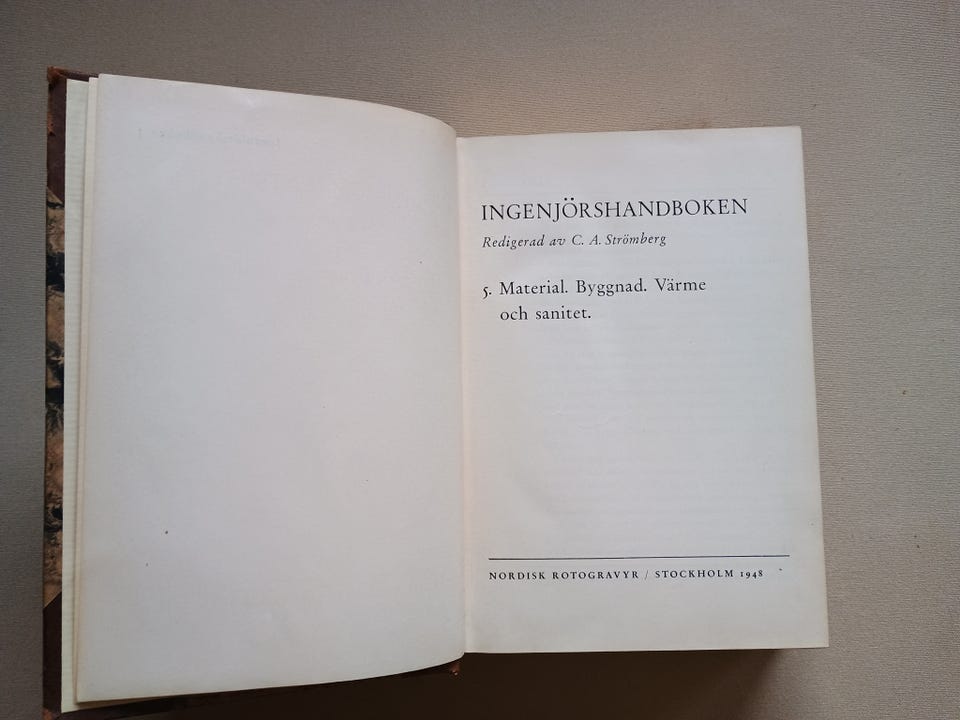 INGENJÖRSHANDBOKEN
Redigerad av C. A. Strömberg
5. Material. Byggnad. Värme
och sanitet.
NORDISK ROTOGRAVYR / STOCKHOLM 1948